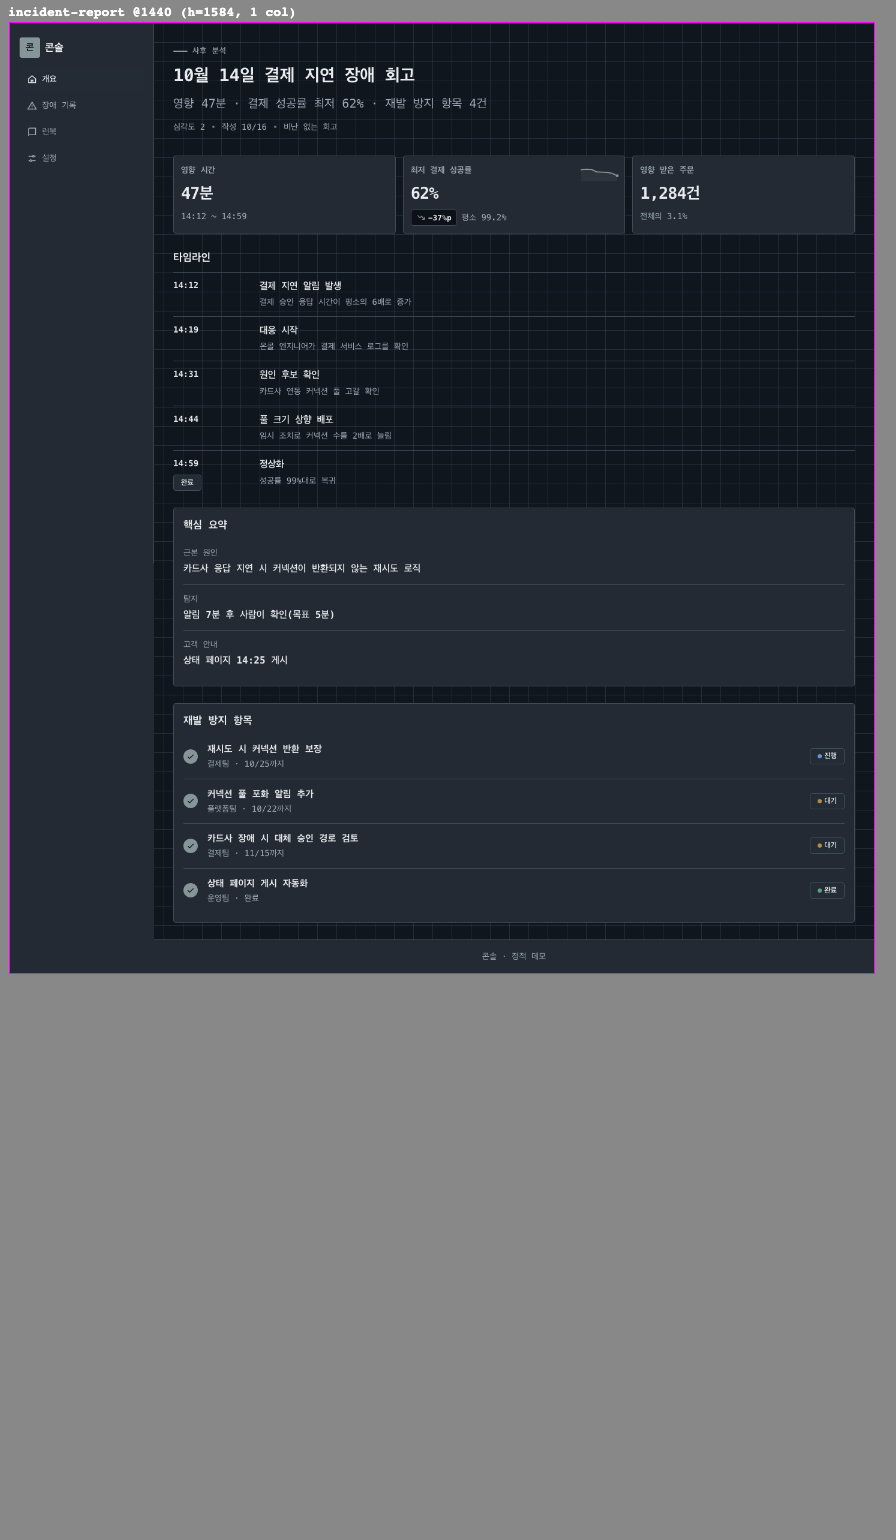 incident-report @1440 (h=1584, 1 col)
콘 콘솔
개요
장애 기록
런북
설정
사후 분석
10월 14일 결제 지연 장애 회고
영향 47분 · 결제 성공률 최저 62% · 재발 방지 항목 4건
심각도 2 • 작성 10/16 • 비난 없는 회고
영향 시간
47분
14:12 ~ 14:59
최저 결제 성공률
62%
−37%p 평소 99.2%
영향 받은 주문
1,284건
전체의 3.1%
타임라인
14:12 결제 지연 알림 발생
결제 승인 응답 시간이 평소의 6배로 증가
14:19 대응 시작
온콜 엔지니어가 결제 서비스 로그를 확인
14:31 원인 후보 확인
카드사 연동 커넥션 풀 고갈 확인
14:44 풀 크기 상향 배포
임시 조치로 커넥션 수를 2배로 늘림
14:59 정상화
완료 성공률 99%대로 복귀
핵심 요약
근본 원인
카드사 응답 지연 시 커넥션이 반환되지 않는 재시도 로직
탐지
알림 7분 후 사람이 확인(목표 5분)
고객 안내
상태 페이지 14:25 게시
재발 방지 항목
재시도 시 커넥션 반환 보장
결제팀 · 10/25까지
진행
커넥션 풀 포화 알림 추가
플랫폼팀 · 10/22까지
대기
카드사 장애 시 대체 승인 경로 검토
결제팀 · 11/15까지
대기
상태 페이지 게시 자동화
운영팀 · 완료
완료
콘솔 · 정적 데모